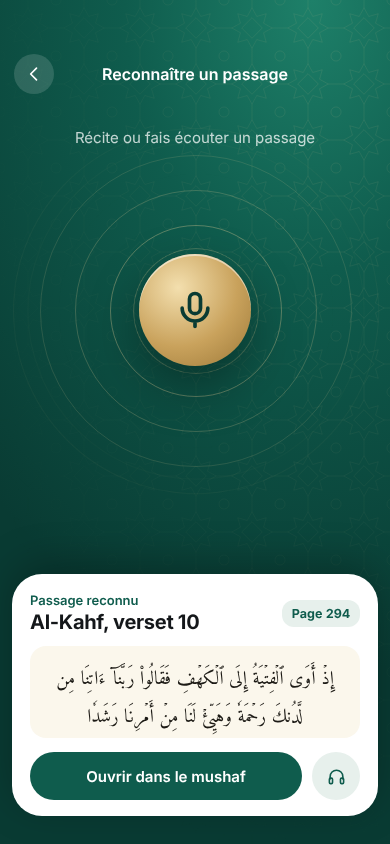 Reconnaître un passage
Récite ou fais écouter un passage
Passage reconnu
Al-Kahf, verset 10
Page 294
إِذۡ أَوَى ٱلۡفِتۡيَةُ إِلَى ٱلۡكَهۡفِ فَقَالُواْ رَبَّنَآ ءَاتِنَا مِن
لَّدُنكَ رَحۡمَةٗ وَهَيِّئۡ لَنَا مِنۡ أَمۡرِنَا رَشَدٗا
Ouvrir dans le mushaf